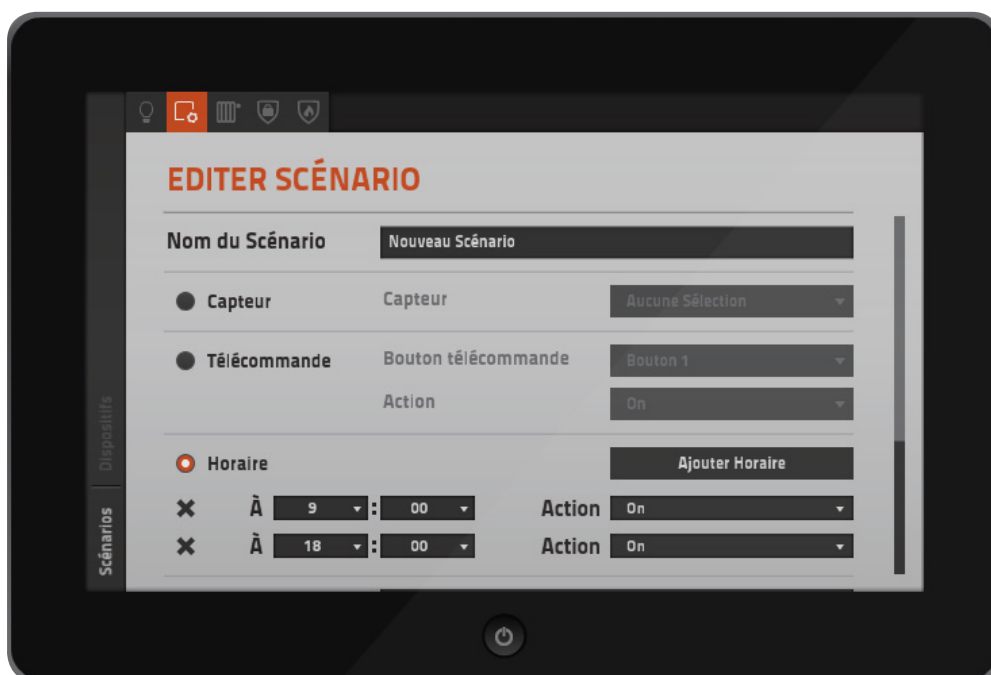 EDITER SCÉNARIO
Nom du Scénario Nouveau Scénario
Capteur Capteur Aucune Sélection
Télécommande Bouton télécommande Bouton 1
Action On
Horaire Ajouter Horaire
À 9 : 00 Action On
À 18 : 00 Action On
Dispositifs
Scénarios